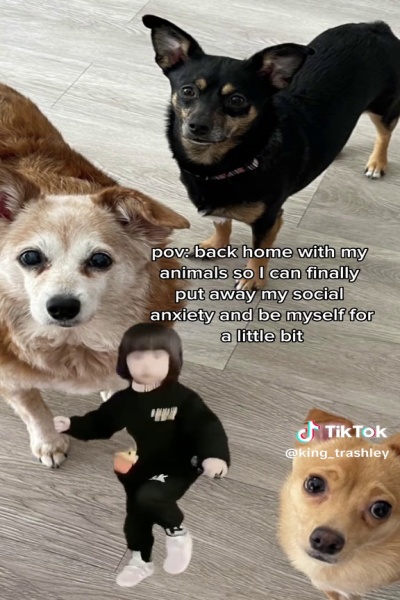 pov: back home with my
animals so I can finally
put away my social
anxiety and be myself for
a little bit
TikTok
@king_trashley